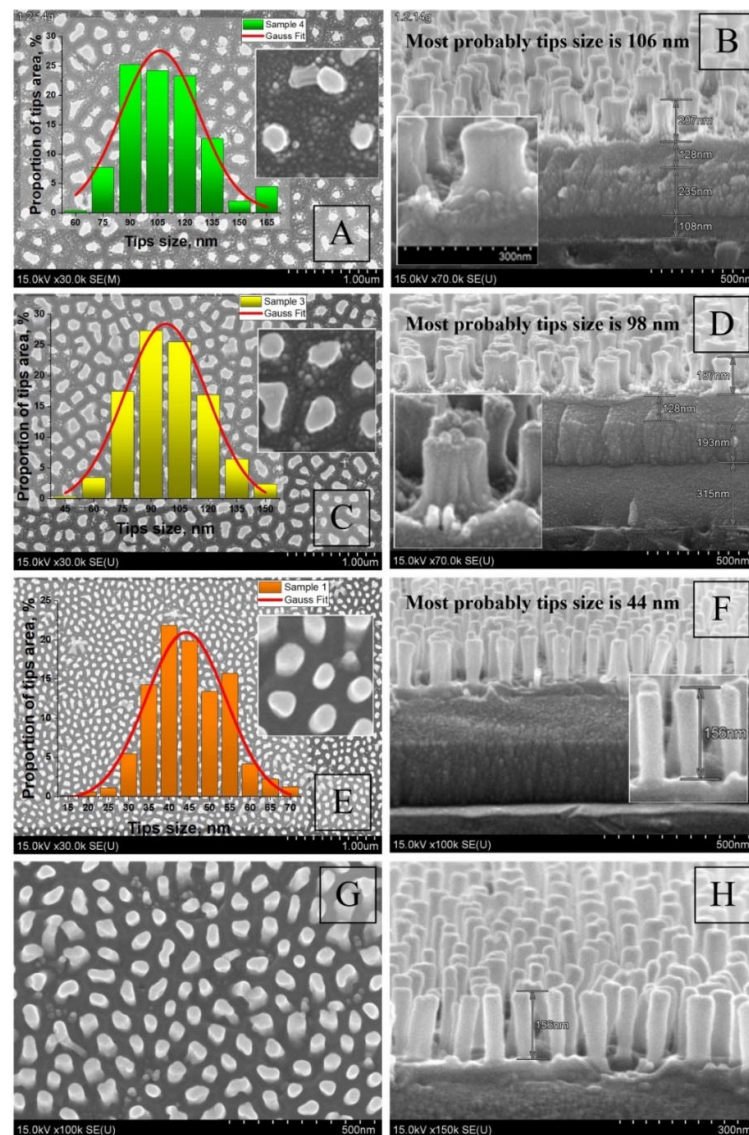 1.2.14g
Sample 4
Gauss Fit
Proportion of tips area, %
30
25
20
15
10
5
0
60 75 90 105 120 135 150 165
Tips size, nm
A
15.0kV x30.0k SE(M) 1.00um
1.2.14g
Most probably tips size is 106 nm
B
207nm
128nm
235nm
108nm
300nm
15.0kV x70.0k SE(U) 500nm
Sample 3
Gauss Fit
Proportion of tips area, %
30
25
20
15
10
5
0
45 60 75 90 105 120 135 150
Tips size, nm
C
15.0kV x30.0k SE(U) 1.00um
Most probably tips size is 98 nm
D
128nm
193nm
315nm
15.0kV x70.0k SE(U) 500nm
Sample 1
Gauss Fit
Proportion of tips area, %
25
20
15
10
5
0
15 20 25 30 35 40 45 50 55 60 65 70
Tips size, nm
E
15.0kV x30.0k SE(U) 1.00um
Most probably tips size is 44 nm
F
156nm
15.0kV x100k SE(U) 500nm
G
15.0kV x100k SE(U) 500nm
H
155nm
15.0kV x150k SE(U) 300nm